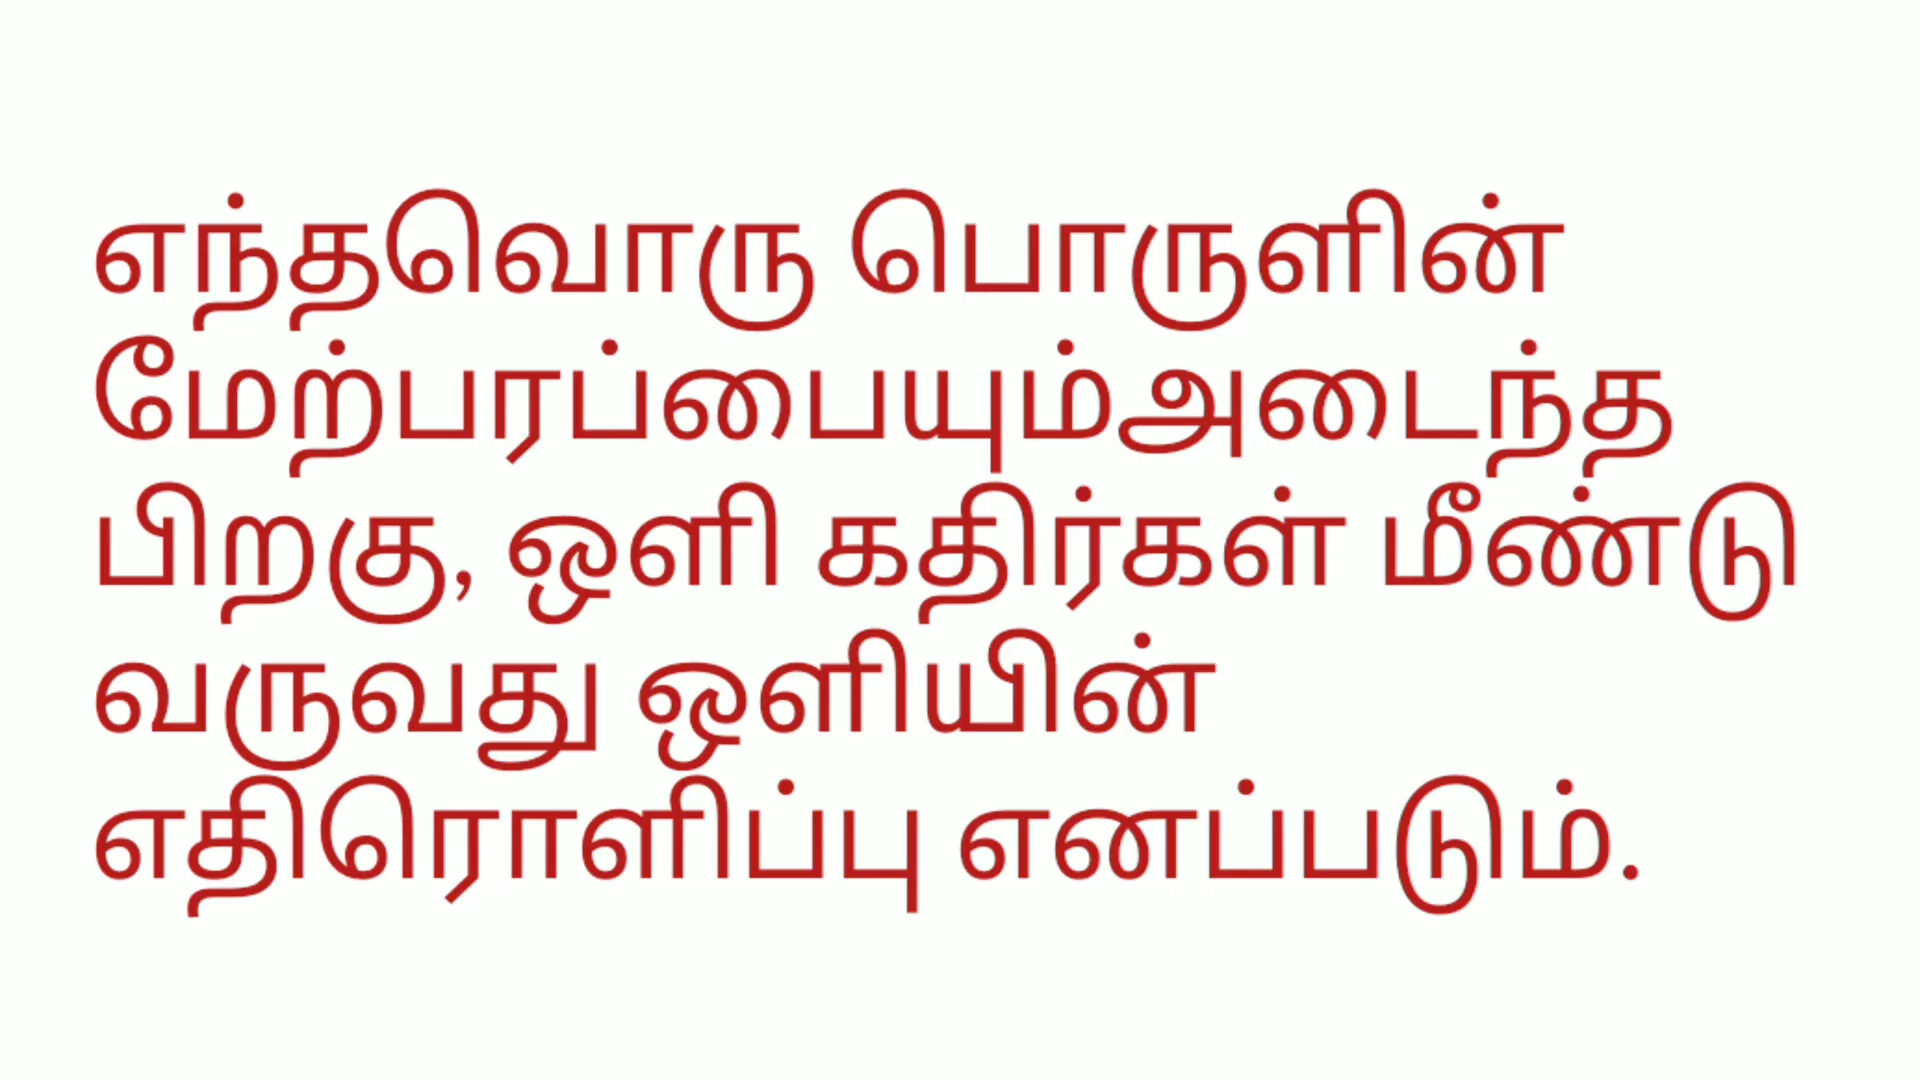 எந்தவொரு பொருளின்
மேற்பரப்பையும்அடைந்த
பிறகு, ஒளி கதிர்கள் மீண்டு
வருவது ஒளியின்
எதிரொளிப்பு எனப்படும்.